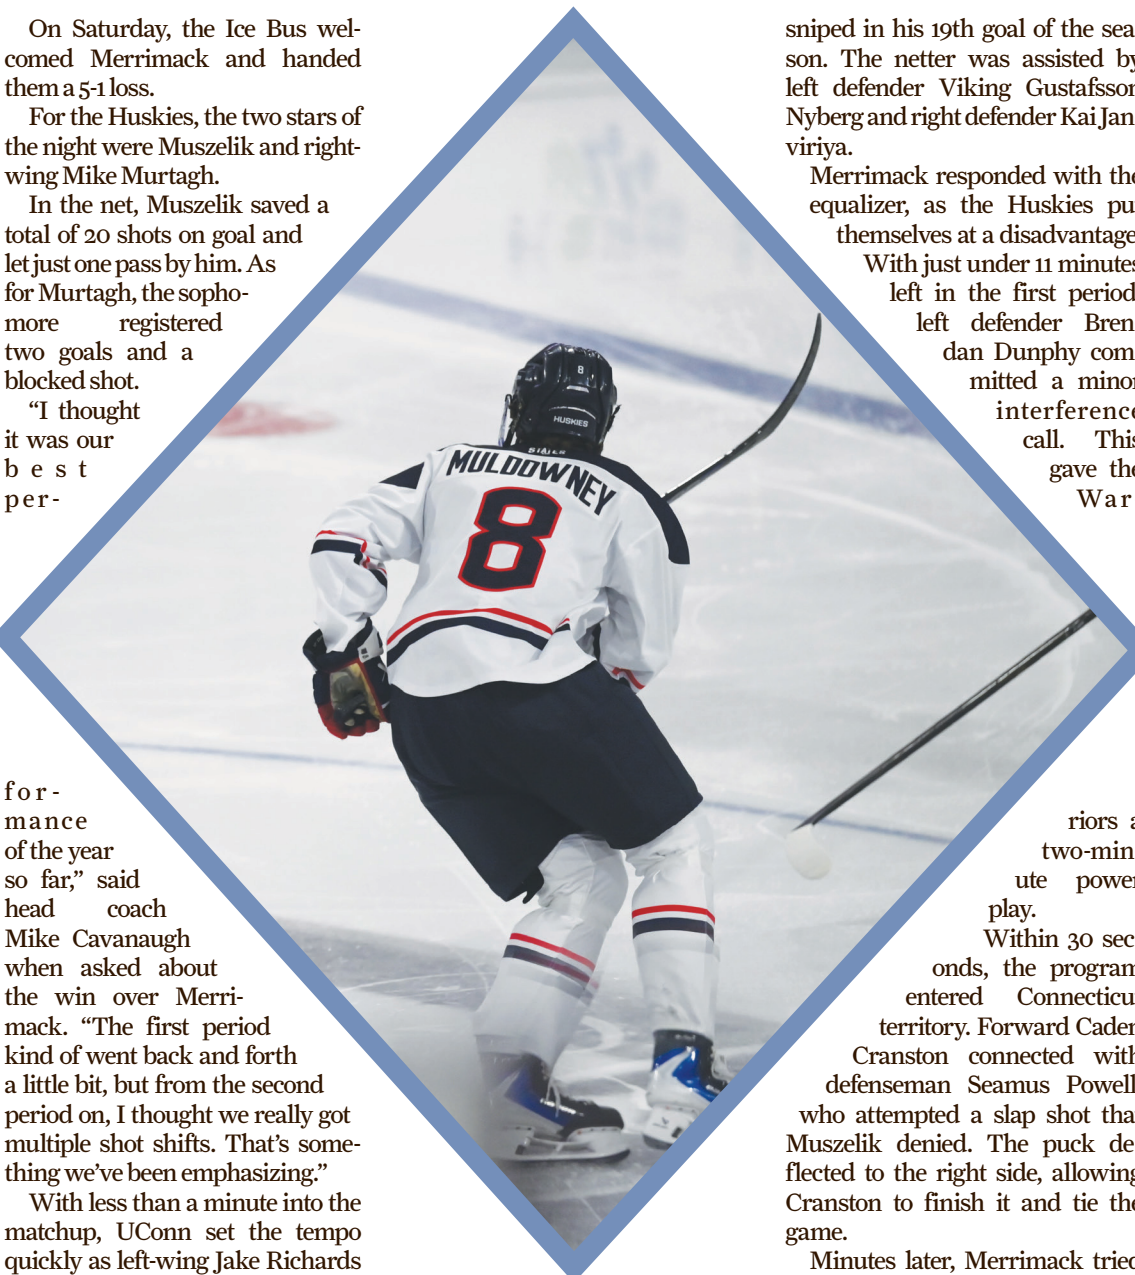 On Saturday, the Ice Bus wel-
comed Merrimack and handed
them a 5-1 loss.
For the Huskies, the two stars of
the night were Muszelik and right-
wing Mike Murtagh.
In the net, Muszelik saved a
total of 20 shots on goal and
let just one pass by him. As
for Murtagh, the sopho-
more registered
two goals and a
blocked shot.
“I thought
it was our
best
per-
for-
mance
of the year
so far,” said
head coach
Mike Cavanaugh
when asked about
the win over Merri-
mack. “The first period
kind of went back and forth
a little bit, but from the second
period on, I thought we really got
multiple shot shifts. That’s some-
thing we’ve been emphasizing.”
With less than a minute into the
matchup, UConn set the tempo
quickly as left-wing Jake Richards
8
HUSKIES
MULDOWNEY
8
sniped in his 19th goal of the sea
son. The netter was assisted by
left defender Viking Gustafsson
Nyberg and right defender Kai Jan
viriya.
Merrimack responded with the
equalizer, as the Huskies pu
themselves at a disadvantage
With just under 11 minutes
left in the first period
left defender Bren
dan Dunphy com
mitted a minor
interference
call. This
gave the
War
riors a
two-min
ute power
play.
Within 30 sec
onds, the program
entered Connecticu
territory. Forward Caden
Cranston connected with
defenseman Seamus Powell
who attempted a slap shot tha
Muszelik denied. The puck de
flected to the right side, allowing
Cranston to finish it and tie the
game.
Minutes later, Merrimack tried